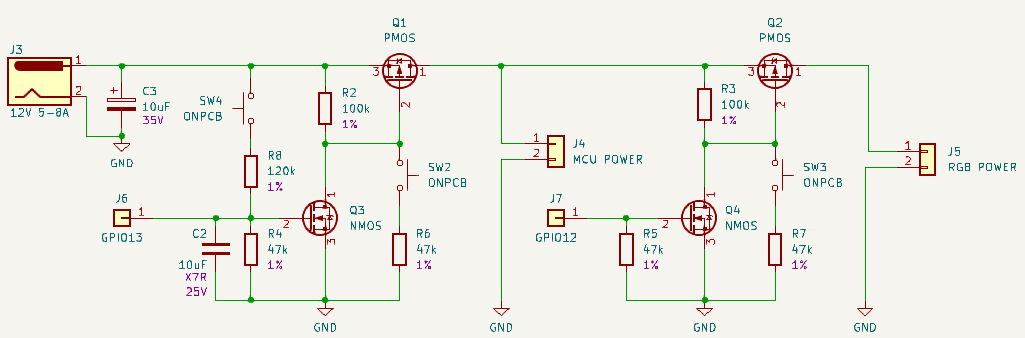 J3
1
2
12V 5-8A
+
C3
10uF
35V
GND
SW4
ONPCB
R8
120k
1%
J6
1
GPIO13
C2
10uF
X7R
25V
R4
47k
1%
R2
100k
1%
Q1
PMOS
3
1
2
SW2
ONPCB
1
2
3
Q3
NMOS
R6
47k
1%
GND
1
2
J4
MCU POWER
GND
J7
1
GPIO12
R5
47k
1%
R3
100k
1%
Q2
PMOS
3
1
2
SW3
ONPCB
1
2
3
Q4
NMOS
R7
47k
1%
GND
1
2
J5
RGB POWER
GND